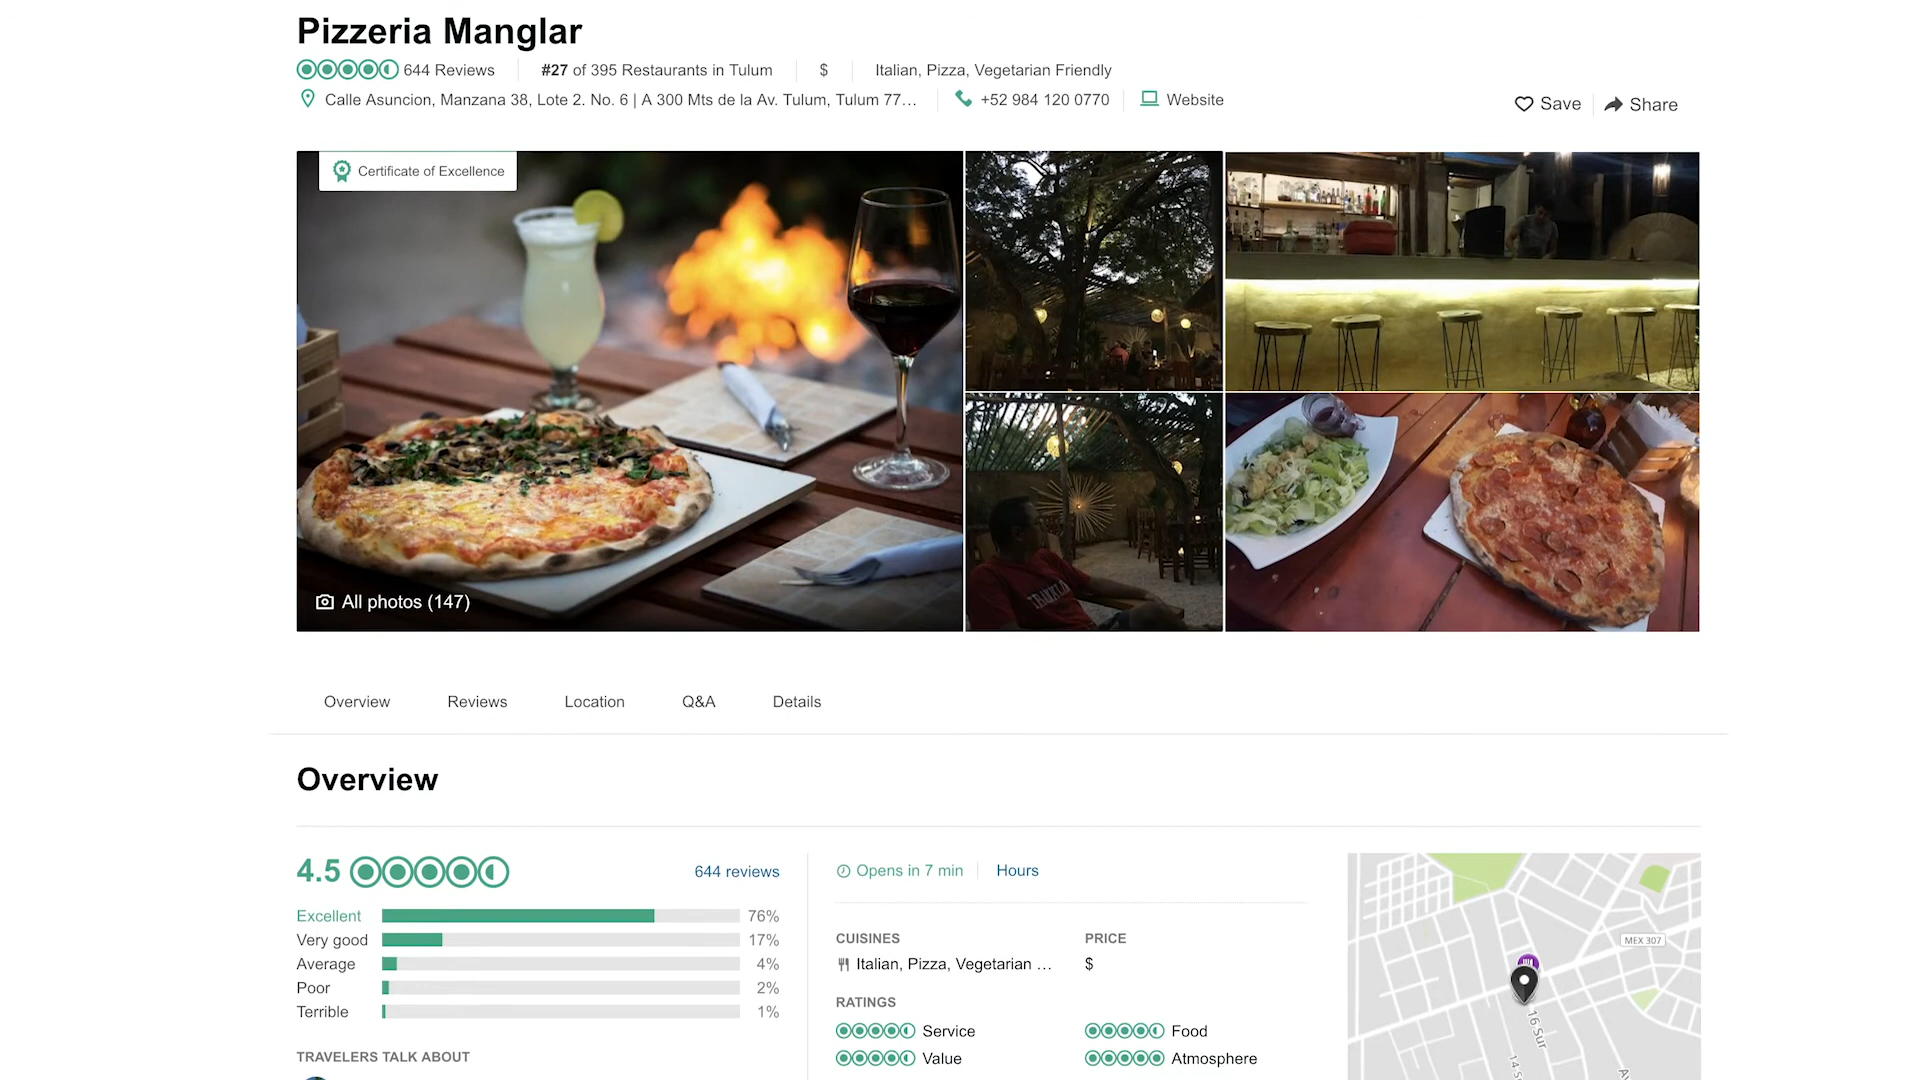 Pizzeria Manglar
644 Reviews #27 of 395 Restaurants in Tulum $ Italian, Pizza, Vegetarian Friendly
Calle Asuncion, Manzana 38, Lote 2. No. 6 | A 300 Mts de la Av. Tulum, Tulum 77… +52 984 120 0770 Website
Save Share
Certificate of Excellence
All photos (147)
Overview Reviews Location Q&A Details
Overview
4.5 644 reviews
Excellent 76%
Very good 17%
Average 4%
Poor 2%
Terrible 1%
TRAVELERS TALK ABOUT
Opens in 7 min Hours
CUISINES PRICE
Italian, Pizza, Vegetarian … $
RATINGS
Service Food
Value Atmosphere
MEX 307
16 Sur